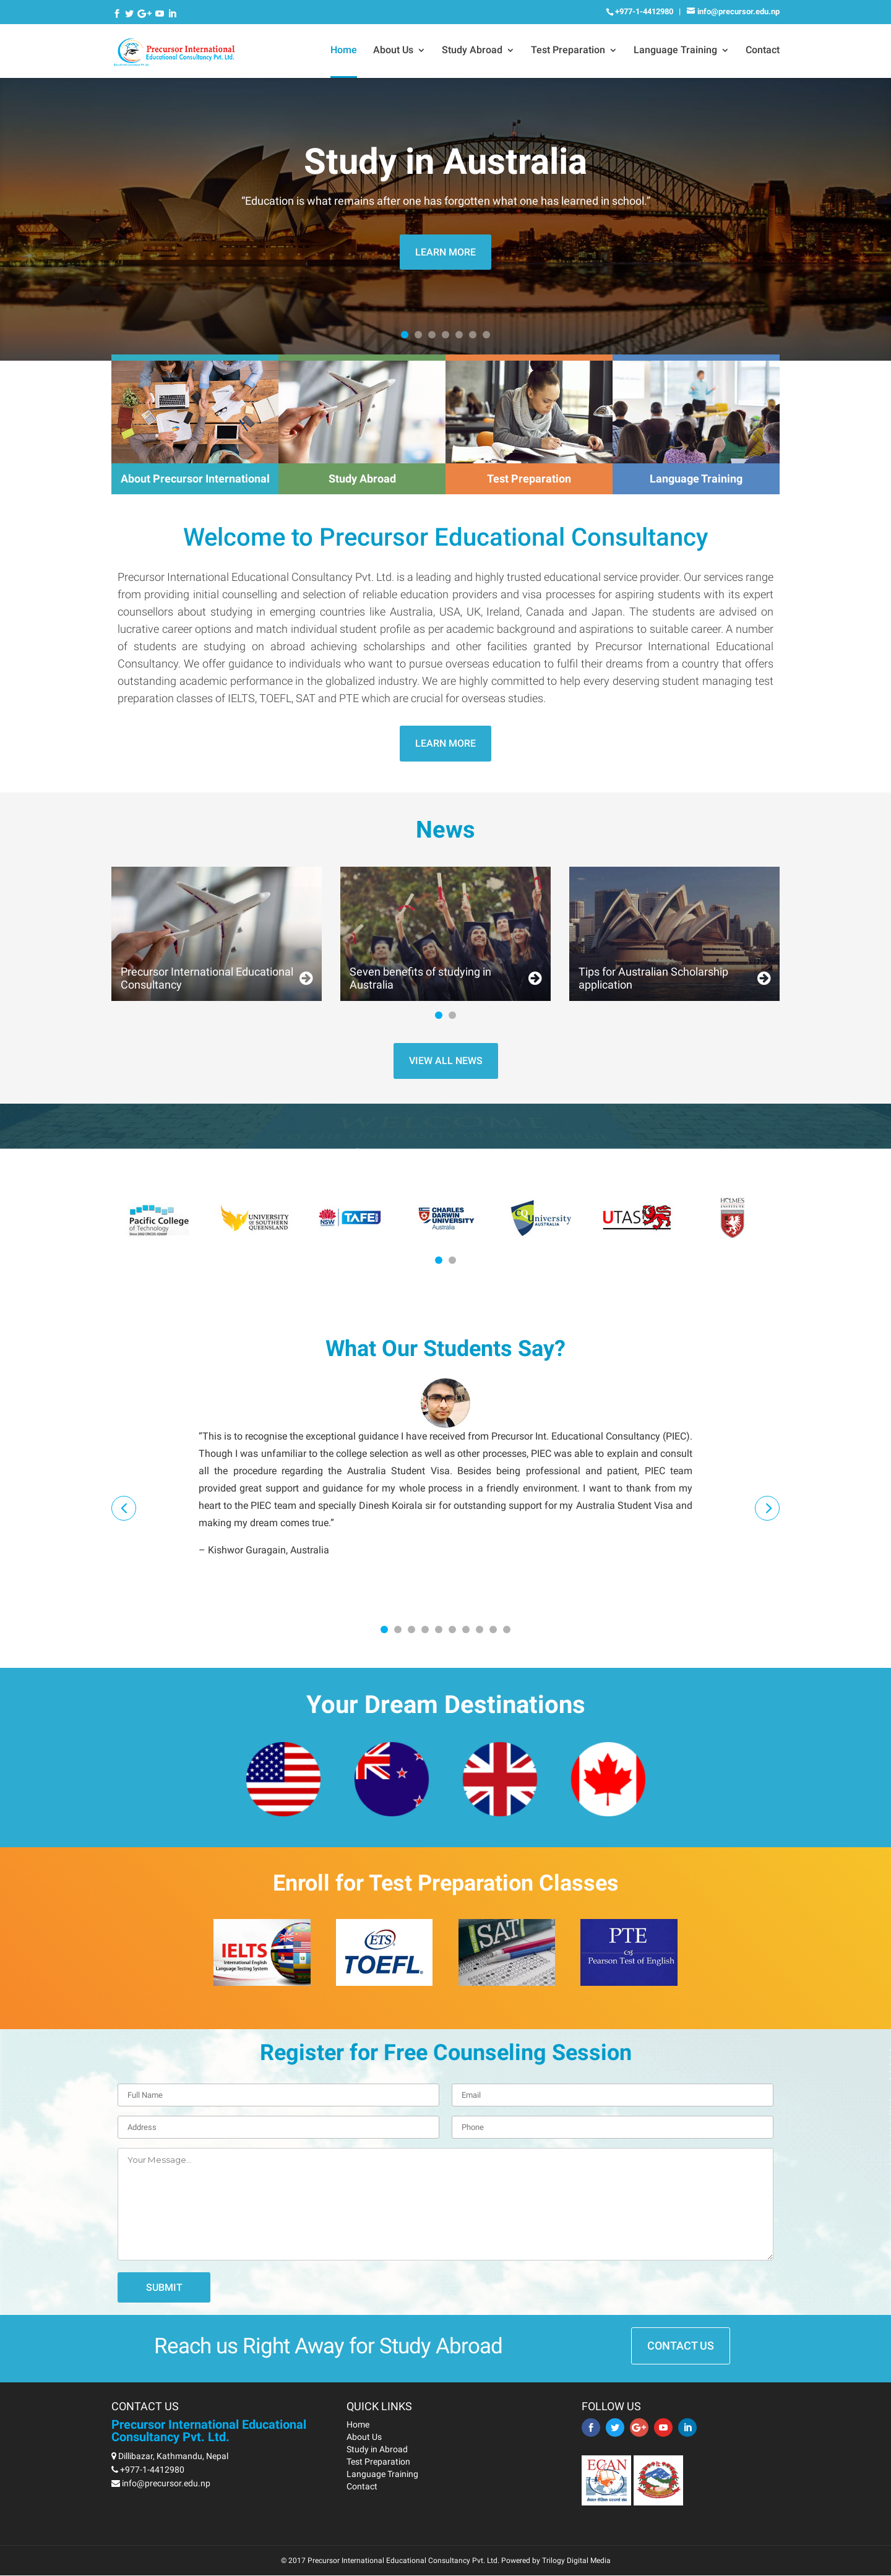 +977-1-4412980 | info@precursor.edu.np
Precursor International
Educational Consultancy Pvt. Ltd.
Home About Us Study Abroad Test Preparation Language Training Contact
Study in Australia
“Education is what remains after one has forgotten what one has learned in school.”
LEARN MORE
About Precursor International
Study Abroad
Test Preparation
Language Training
Welcome to Precursor Educational Consultancy
Precursor International Educational Consultancy Pvt. Ltd. is a leading and highly trusted educational service provider. Our services range
from providing initial counselling and selection of reliable education providers and visa processes for aspiring students with its expert
counsellors about studying in emerging countries like Australia, USA, UK, Ireland, Canada and Japan. The students are advised on
lucrative career options and match individual student profile as per academic background and aspirations to suitable career. A number
of students are studying on abroad achieving scholarships and other facilities granted by Precursor International Educational
Consultancy. We offer guidance to individuals who want to pursue overseas education to fulfil their dreams from a country that offers
outstanding academic performance in the globalized industry. We are highly committed to help every deserving student managing test
preparation classes of IELTS, TOEFL, SAT and PTE which are crucial for overseas studies.
LEARN MORE
News
Precursor International Educational
Consultancy
Seven benefits of studying in
Australia
Tips for Australian Scholarship
application
VIEW ALL NEWS
WELCOME
Pacific College
of Technology
UNIVERSITY
OF SOUTHERN
QUEENSLAND
NSW
TAFE
CHARLES
DARWIN
UNIVERSITY
Australia
CQUniversity
AUSTRALIA
UTAS
HOLMES
INSTITUTE
What Our Students Say?
“This is to recognise the exceptional guidance I have received from Precursor Int. Educational Consultancy (PIEC).
Though I was unfamiliar to the college selection as well as other processes, PIEC was able to explain and consult
all the procedure regarding the Australia Student Visa. Besides being professional and patient, PIEC team
provided great support and guidance for my whole process in a friendly environment. I want to thank from my
heart to the PIEC team and specially Dinesh Koirala sir for outstanding support for my Australia Student Visa and
making my dream comes true.”
– Kishwor Guragain, Australia
Your Dream Destinations
Enroll for Test Preparation Classes
IELTS
International English
Language Testing System
ETS
TOEFL
SAT
PTE
Pearson Test of English
Register for Free Counseling Session
Full Name
Email
Address
Phone
Your Message...
SUBMIT
Reach us Right Away for Study Abroad
CONTACT US
CONTACT US
Precursor International Educational
Consultancy Pvt. Ltd.
Dillibazar, Kathmandu, Nepal
+977-1-4412980
info@precursor.edu.np
QUICK LINKS
Home
About Us
Study in Abroad
Test Preparation
Language Training
Contact
FOLLOW US
ECAN
© 2017 Precursor International Educational Consultancy Pvt. Ltd. Powered by Trilogy Digital Media